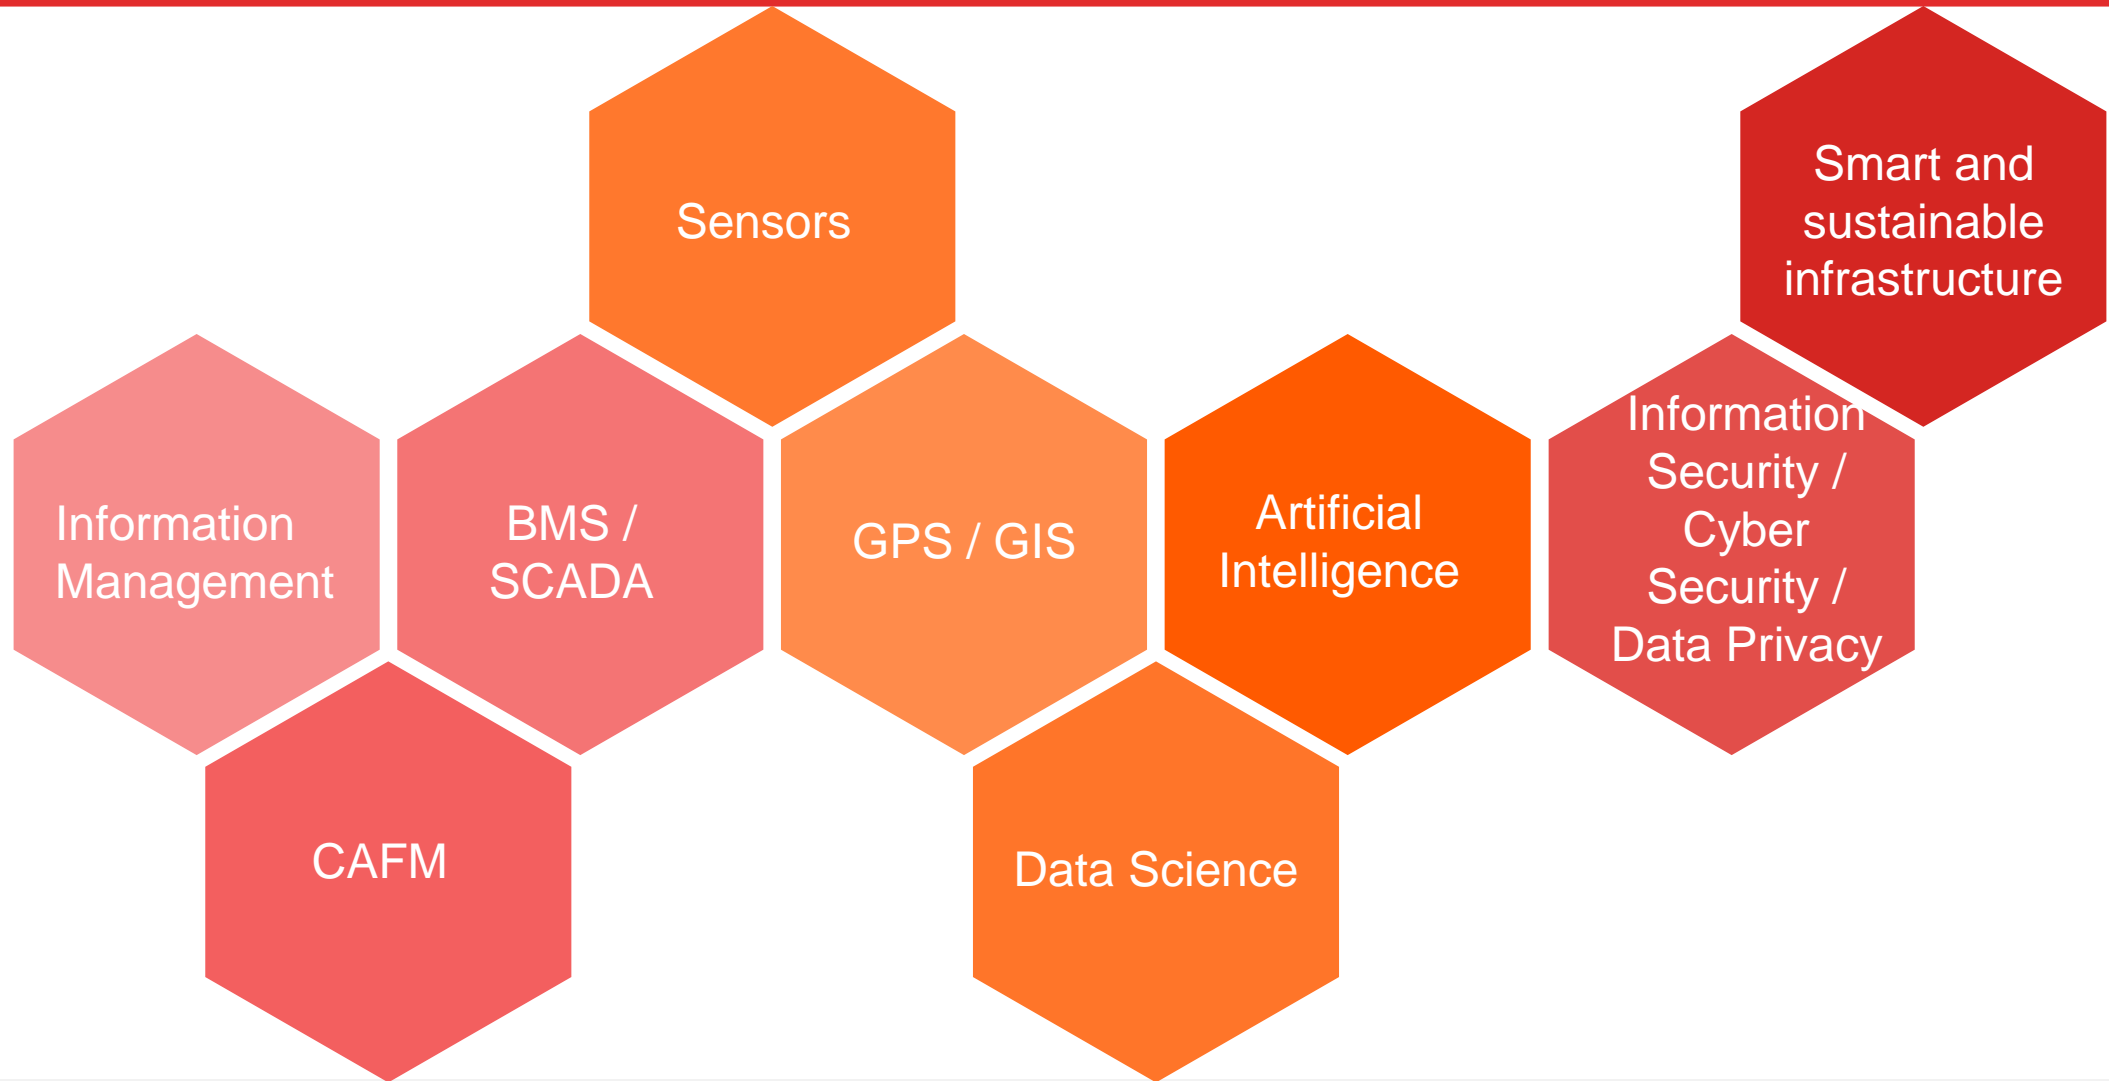 Sensors
Smart and
sustainable
infrastructure
Information
Management
BMS /
SCADA
GPS / GIS
Artificial
Intelligence
Information
Security /
Cyber
Security /
Data Privacy
CAFM
Data Science